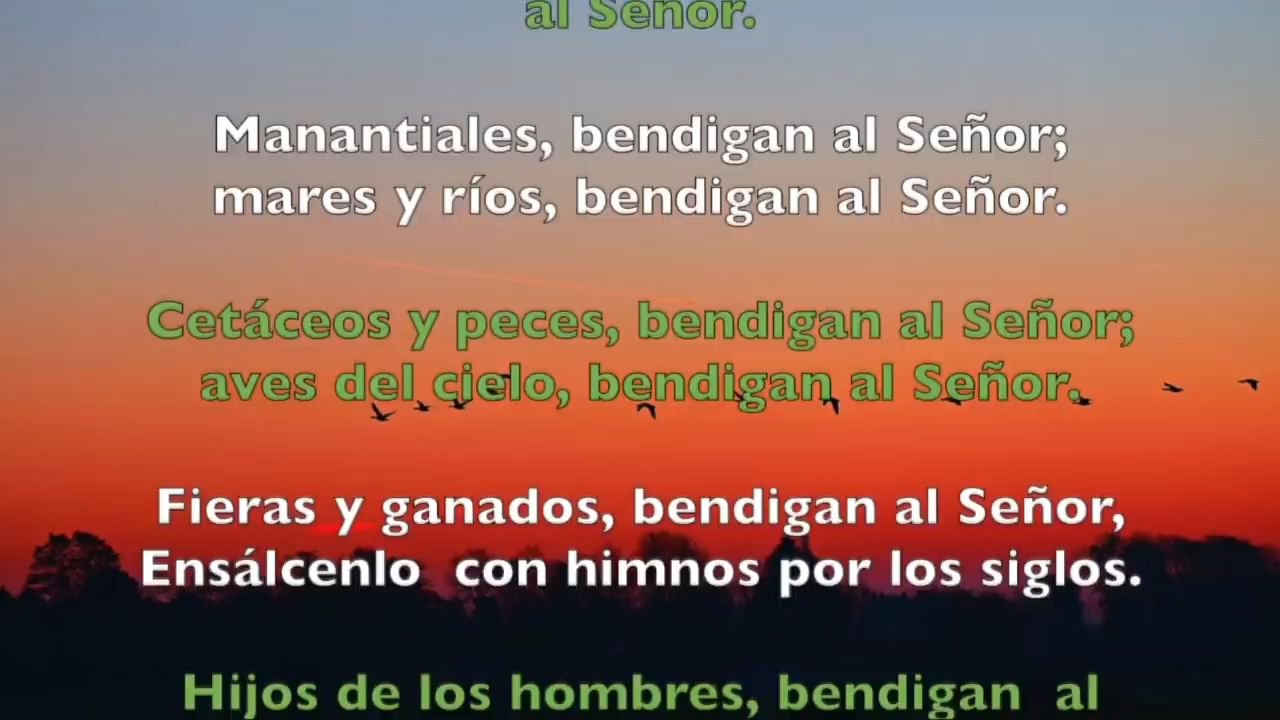 al Señor.
Manantiales, bendigan al Señor;
mares y ríos, bendigan al Señor.
Cetáceos y peces, bendigan al Señor;
aves del cielo, bendigan al Señor.
Fieras y ganados, bendigan al Señor,
Ensálcenlo con himnos por los siglos.
Hijos de los hombres, bendigan al